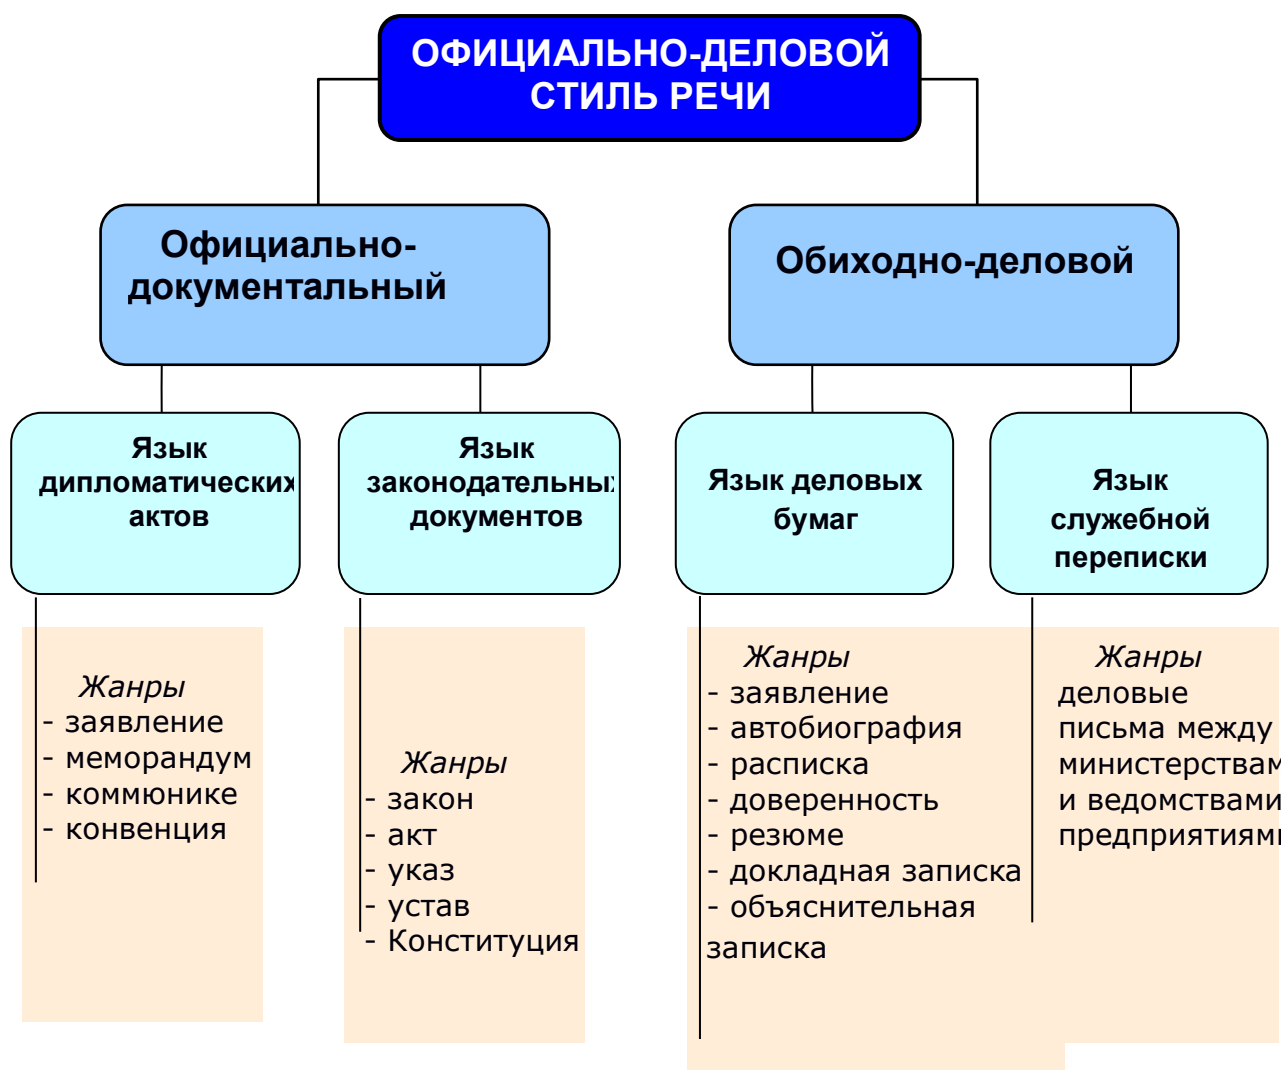 ОФИЦИАЛЬНО-ДЕЛОВОЙ
СТИЛЬ РЕЧИ
Официально-
документальный
Обиходно-деловой
Язык
дипломатических
актов
Язык
законодательных
документов
Язык деловых
бумаг
Язык
служебной
переписки
Жанры
- заявление
- меморандум
- коммюнике
- конвенция
Жанры
- закон
- акт
- указ
- устав
- Конституция
Жанры
- заявление
- автобиография
- расписка
- доверенность
- резюме
- докладная записка
- объяснительная
записка
Жанры
деловые
письма между
министерствам
и ведомствами
предприятиями